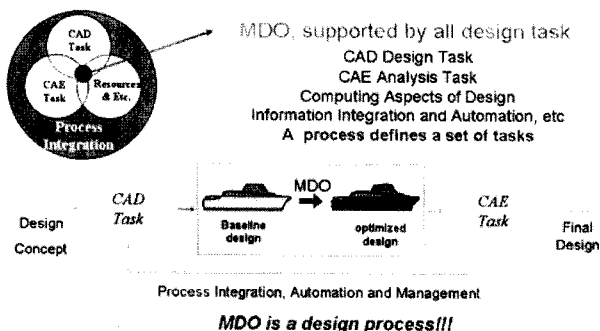 CAD
Task
CAE
Task
Resources
& Etc.
Process
Integration
MDO, supported by all design task
CAD Design Task
CAE Analysis Task
Computing Aspects of Design
Information Integration and Automation, etc
A process defines a set of tasks
Design
Concept
CAD
Task
MDO
Baseline
design
optimized
design
CAE
Task
Final
Design
Process Integration, Automation and Management
MDO is a design process!!!